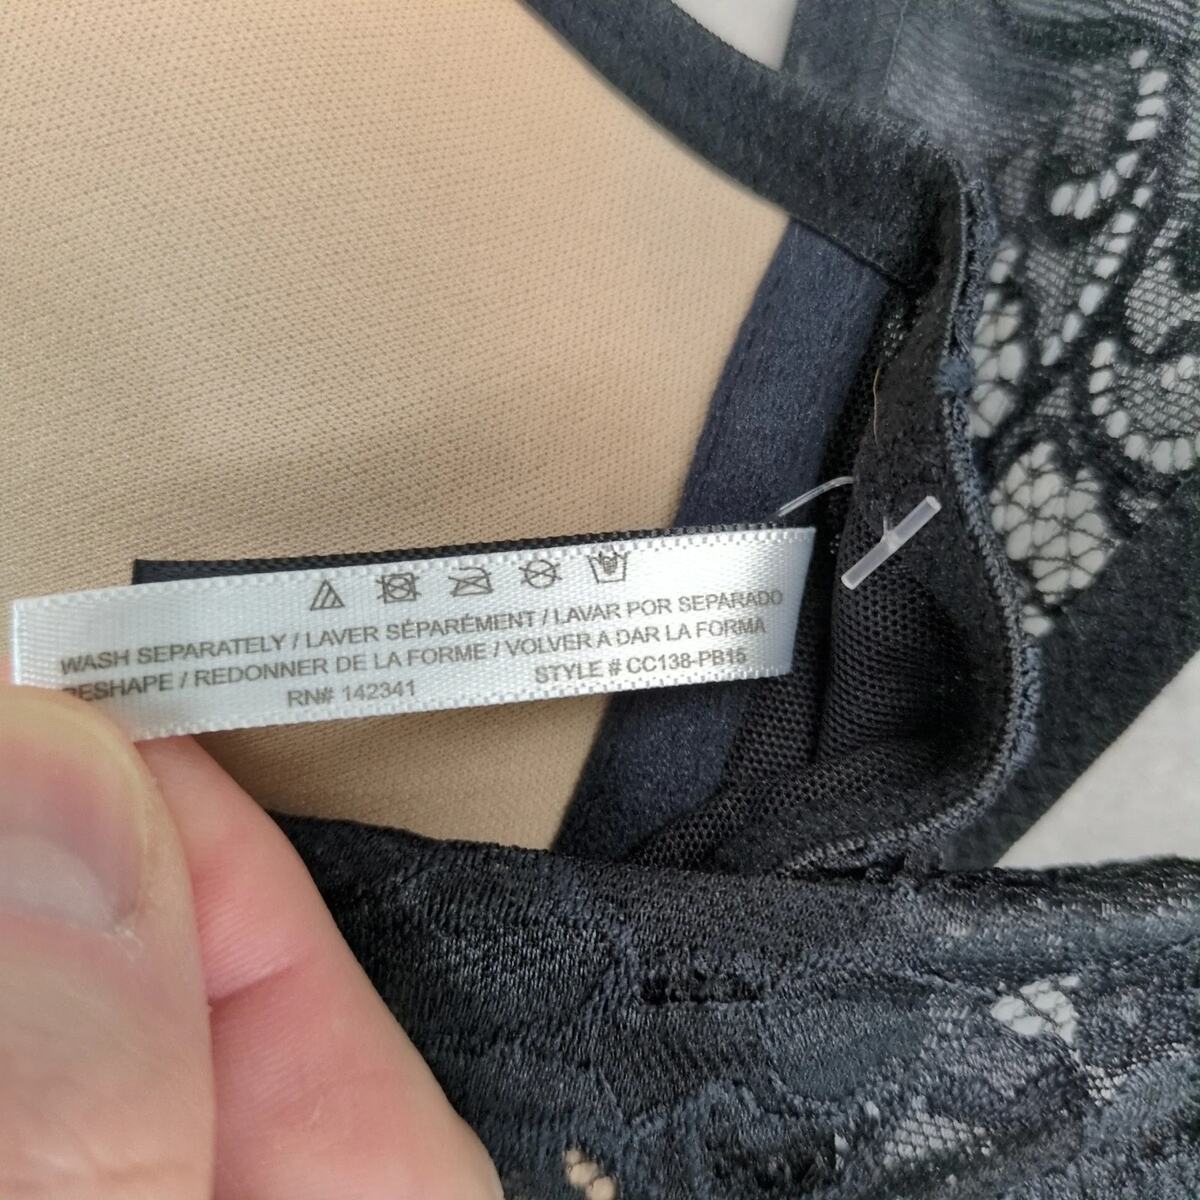 WASH SEPARATELY / LAVER SÉPARÉMENT / LAVAR POR SEPARADO
RESHAPE / REDONNER DE LA FORME / VOLVER A DAR LA FORMA
RN# 142341 STYLE # CC138-PB15